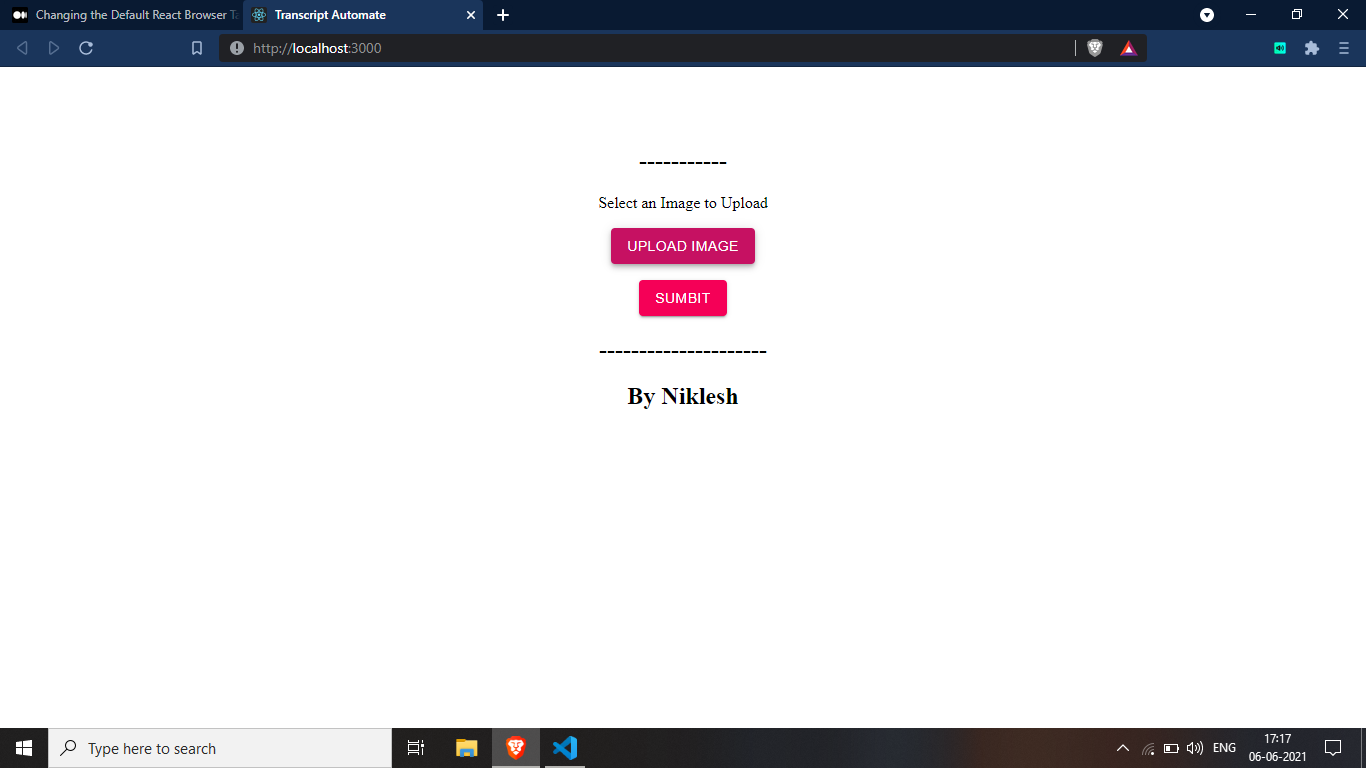 Changing the Default React Browser T
Transcript Automate
http://localhost:3000
-----------
Select an Image to Upload
UPLOAD IMAGE
SUMBIT
---------------------
By Niklesh
Type here to search
ENG
17:17
06-06-2021